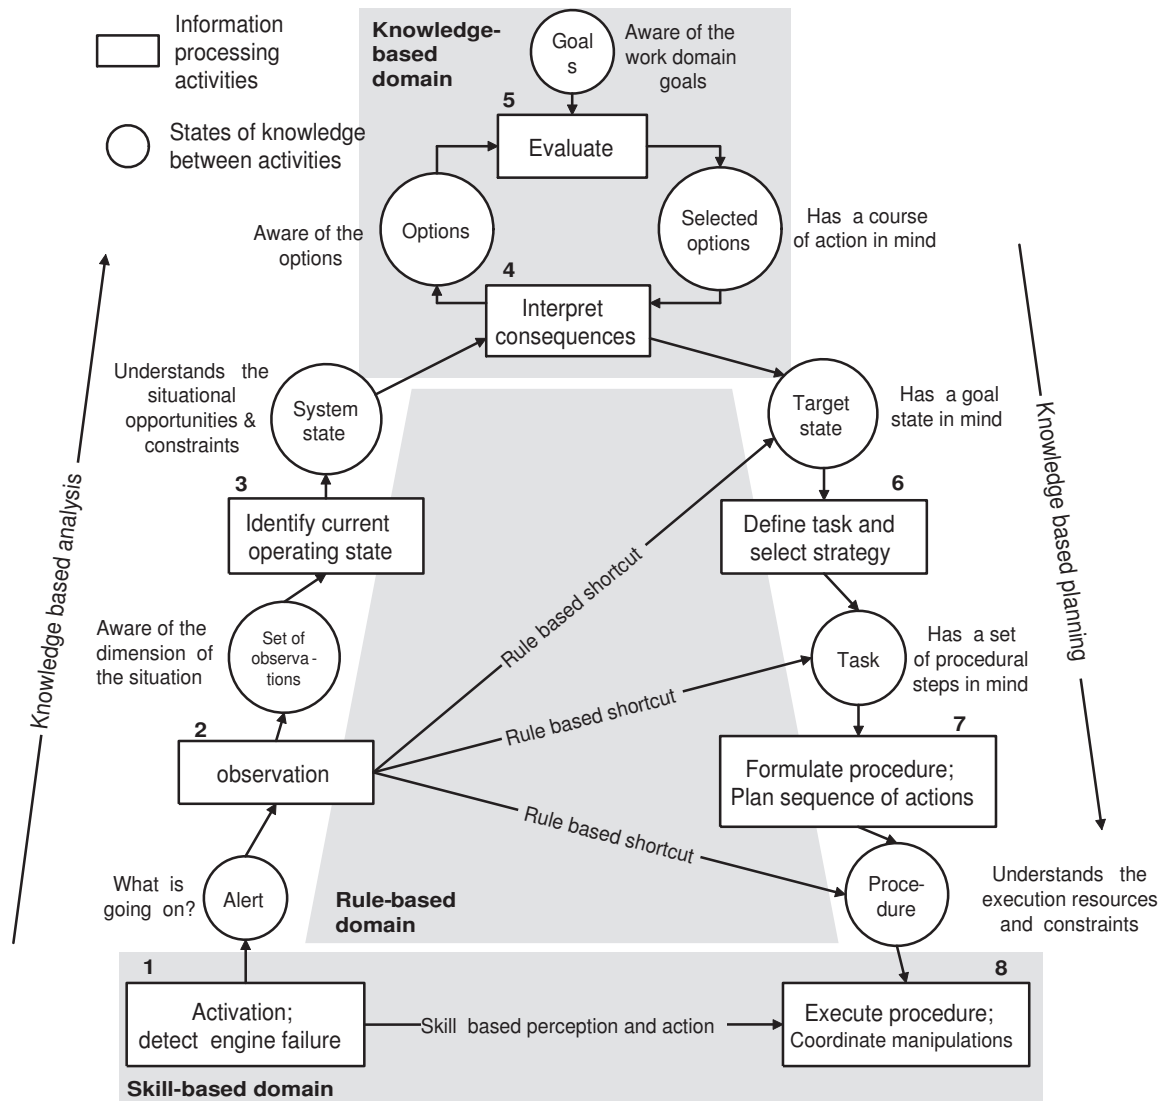 Information
processing
activities
States of knowledge
between activities
Knowledge-
based
domain
Goal
s
Aware of the
work domain
goals
5
Evaluate
Options
Aware of the
options
Selected
options
Has a course
of action in mind
4
Interpret
consequences
Understands the
situational
opportunities &
constraints
System
state
Target
state
Has a goal
state in mind
3
Identify current
operating state
6
Define task and
select strategy
Knowledge based analysis
Knowledge based planning
Rule based shortcut
Aware of the
dimension of
the situation
Set of
observa -
tions
Task
Has a set
of procedural
steps in mind
Rule based shortcut
2
observation
7
Formulate procedure;
Plan sequence of actions
Rule based shortcut
What is
going on?
Alert
Rule-based
domain
Proce-
dure
Understands the
execution resources
and constraints
1
Activation;
detect engine failure
Skill based perception and action
8
Execute procedure;
Coordinate manipulations
Skill-based domain